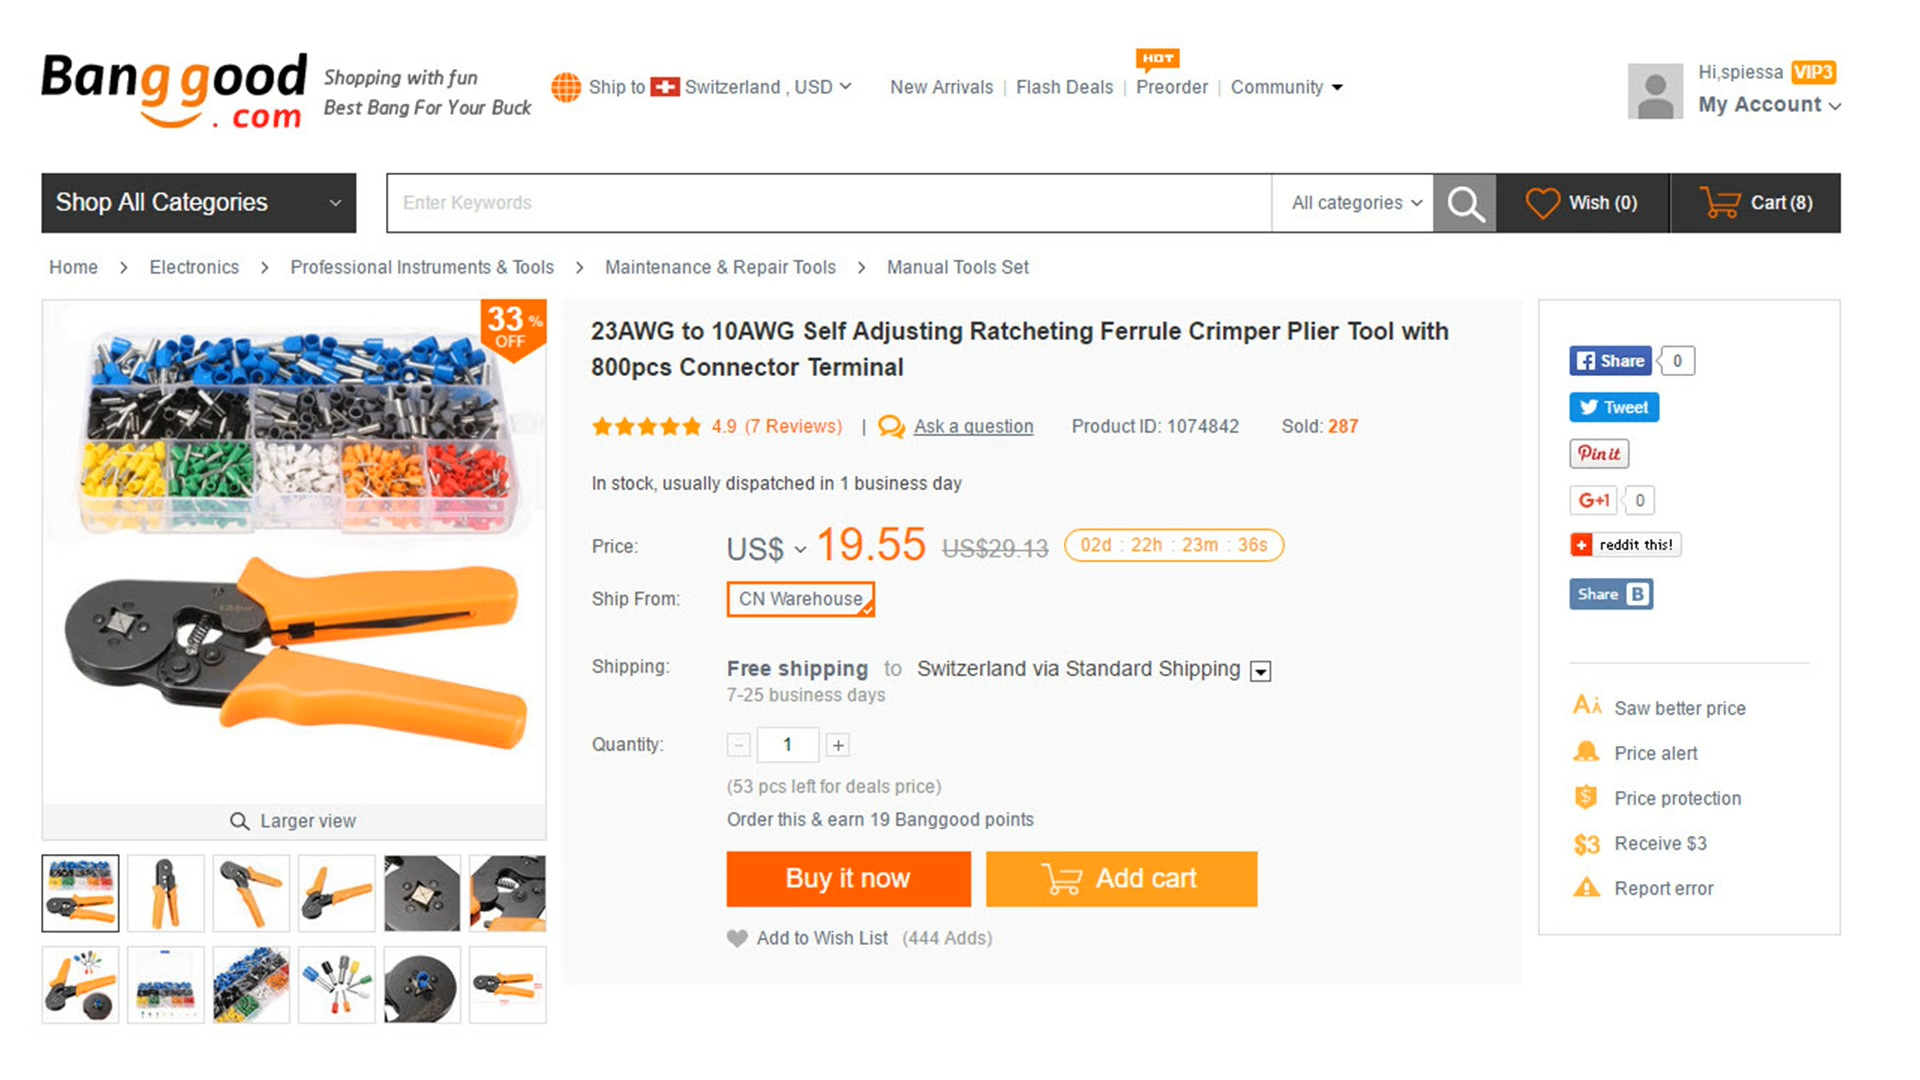 Banggood
.com
Shopping with fun
Best Bang For Your Buck
Ship to Switzerland , USD
New Arrivals | Flash Deals | Preorder | Community
HOT
Hi,spiessa VIP3
My Account
Shop All Categories
Enter Keywords
All categories
Wish (0)
Cart (8)
Home > Electronics > Professional Instruments & Tools > Maintenance & Repair Tools > Manual Tools Set
33 %
OFF
Larger view
23AWG to 10AWG Self Adjusting Ratcheting Ferrule Crimper Plier Tool with
800pcs Connector Terminal
4.9 (7 Reviews) | Ask a question Product ID: 1074842 Sold: 287
In stock, usually dispatched in 1 business day
Price: US$ 19.55 US$29.13 02d : 22h : 23m : 36s
Ship From: CN Warehouse
Shipping: Free shipping to Switzerland via Standard Shipping
7-25 business days
Quantity: − 1 +
(53 pcs left for deals price)
Order this & earn 19 Banggood points
Buy it now
Add cart
Add to Wish List (444 Adds)
Share 0
Tweet
Pin it
G+1 0
reddit this!
Share B
Saw better price
Price alert
Price protection
$3 Receive $3
Report error